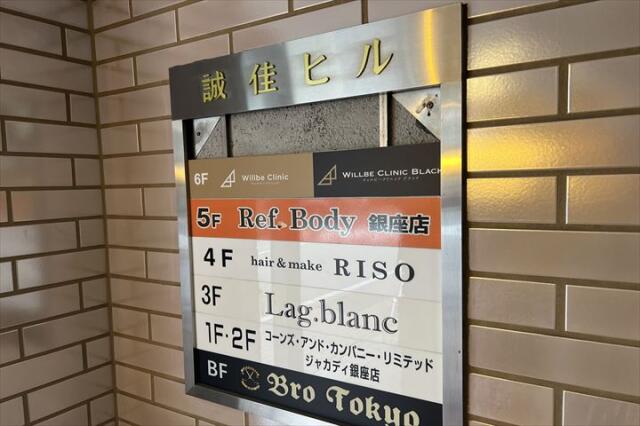 誠佳ビル
6F Willbe Clinic WILLBE CLINIC BLACK
5F Ref. Body 銀座店
4F hair & make RISO
3F Lag.blanc
1F・2F コーンズ・アンド・カンパニー・リミテッド
ジャカディ銀座店
BF Bro Tokyo